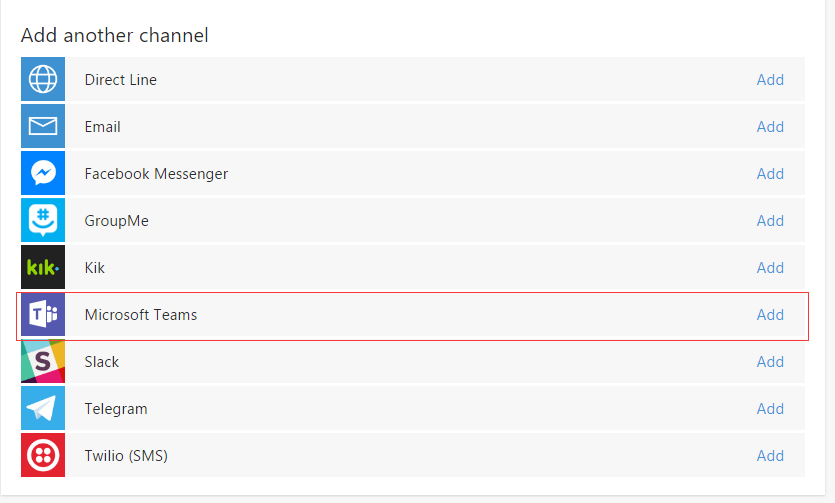 Add another channel
Direct Line Add
Email Add
Facebook Messenger Add
# GroupMe Add
kik. Kik Add
T Microsoft Teams Add
S Slack Add
Telegram Add
Twilio (SMS) Add